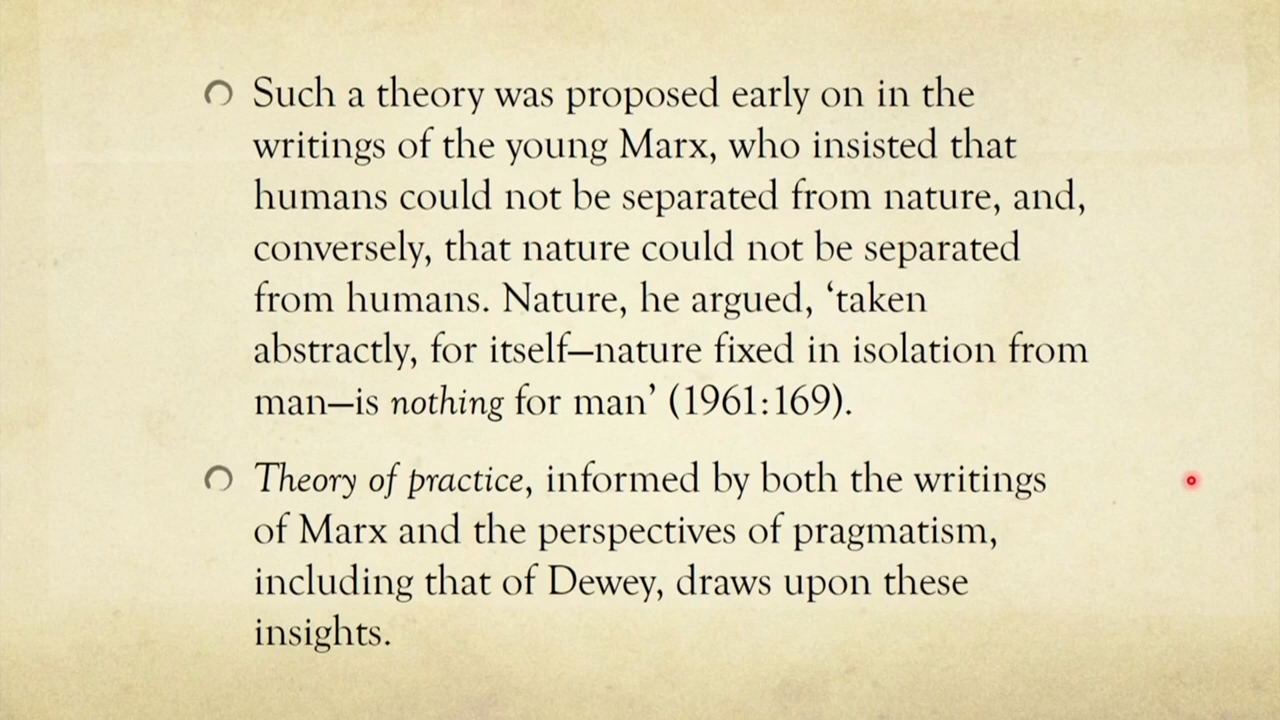 Such a theory was proposed early on in the
writings of the young Marx, who insisted that
humans could not be separated from nature, and,
conversely, that nature could not be separated
from humans. Nature, he argued, ‘taken
abstractly, for itself—nature fixed in isolation from
man—is nothing for man’ (1961:169).
Theory of practice, informed by both the writings
of Marx and the perspectives of pragmatism,
including that of Dewey, draws upon these
insights.